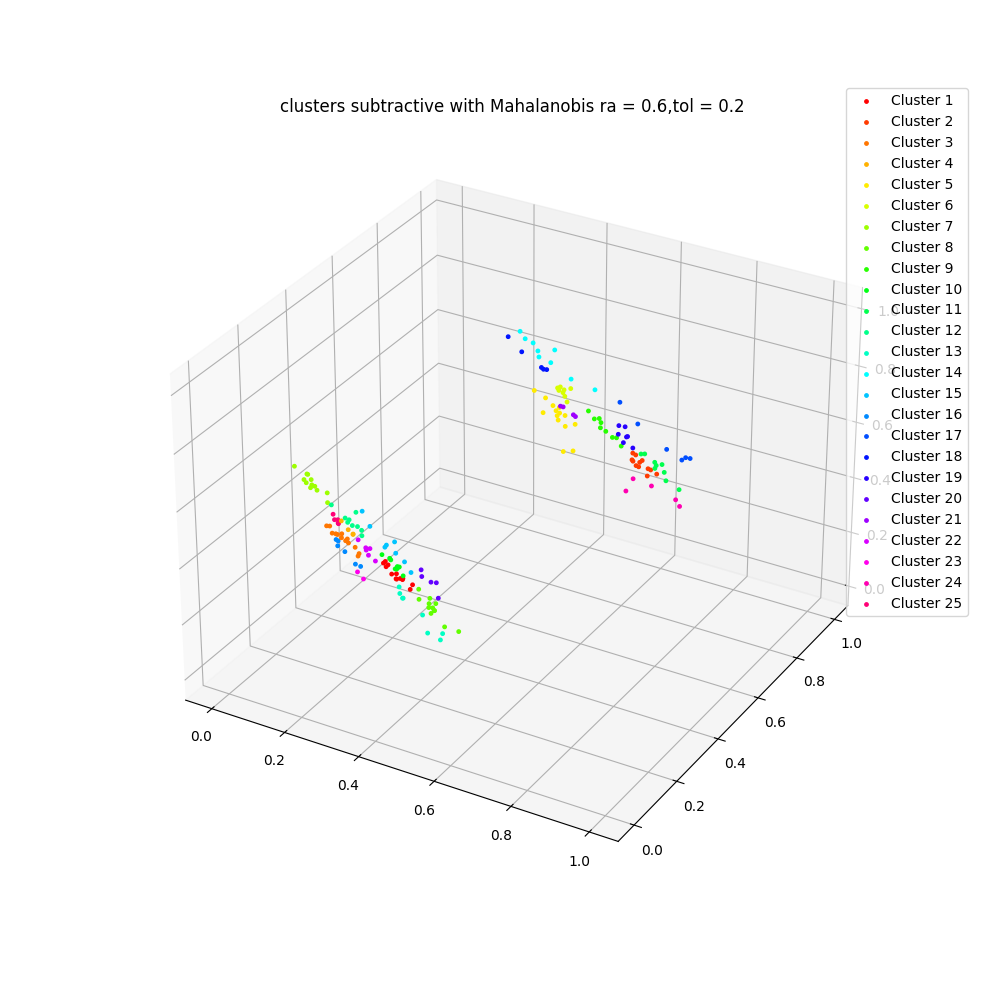 clusters subtractive with Mahalanobis ra = 0.6,tol = 0.2
Cluster 1
Cluster 2
Cluster 3
Cluster 4
Cluster 5
Cluster 6
Cluster 7
Cluster 8
Cluster 9
Cluster 10
Cluster 11
Cluster 12
Cluster 13
Cluster 14
Cluster 15
Cluster 16
Cluster 17
Cluster 18
Cluster 19
Cluster 20
Cluster 21
Cluster 22
Cluster 23
Cluster 24
Cluster 25
1.0
0.8
0.6
0.4
0.2
0.0
1.0
0.8
0.6
0.4
0.2
0.0
0.0
0.2
0.4
0.6
0.8
1.0